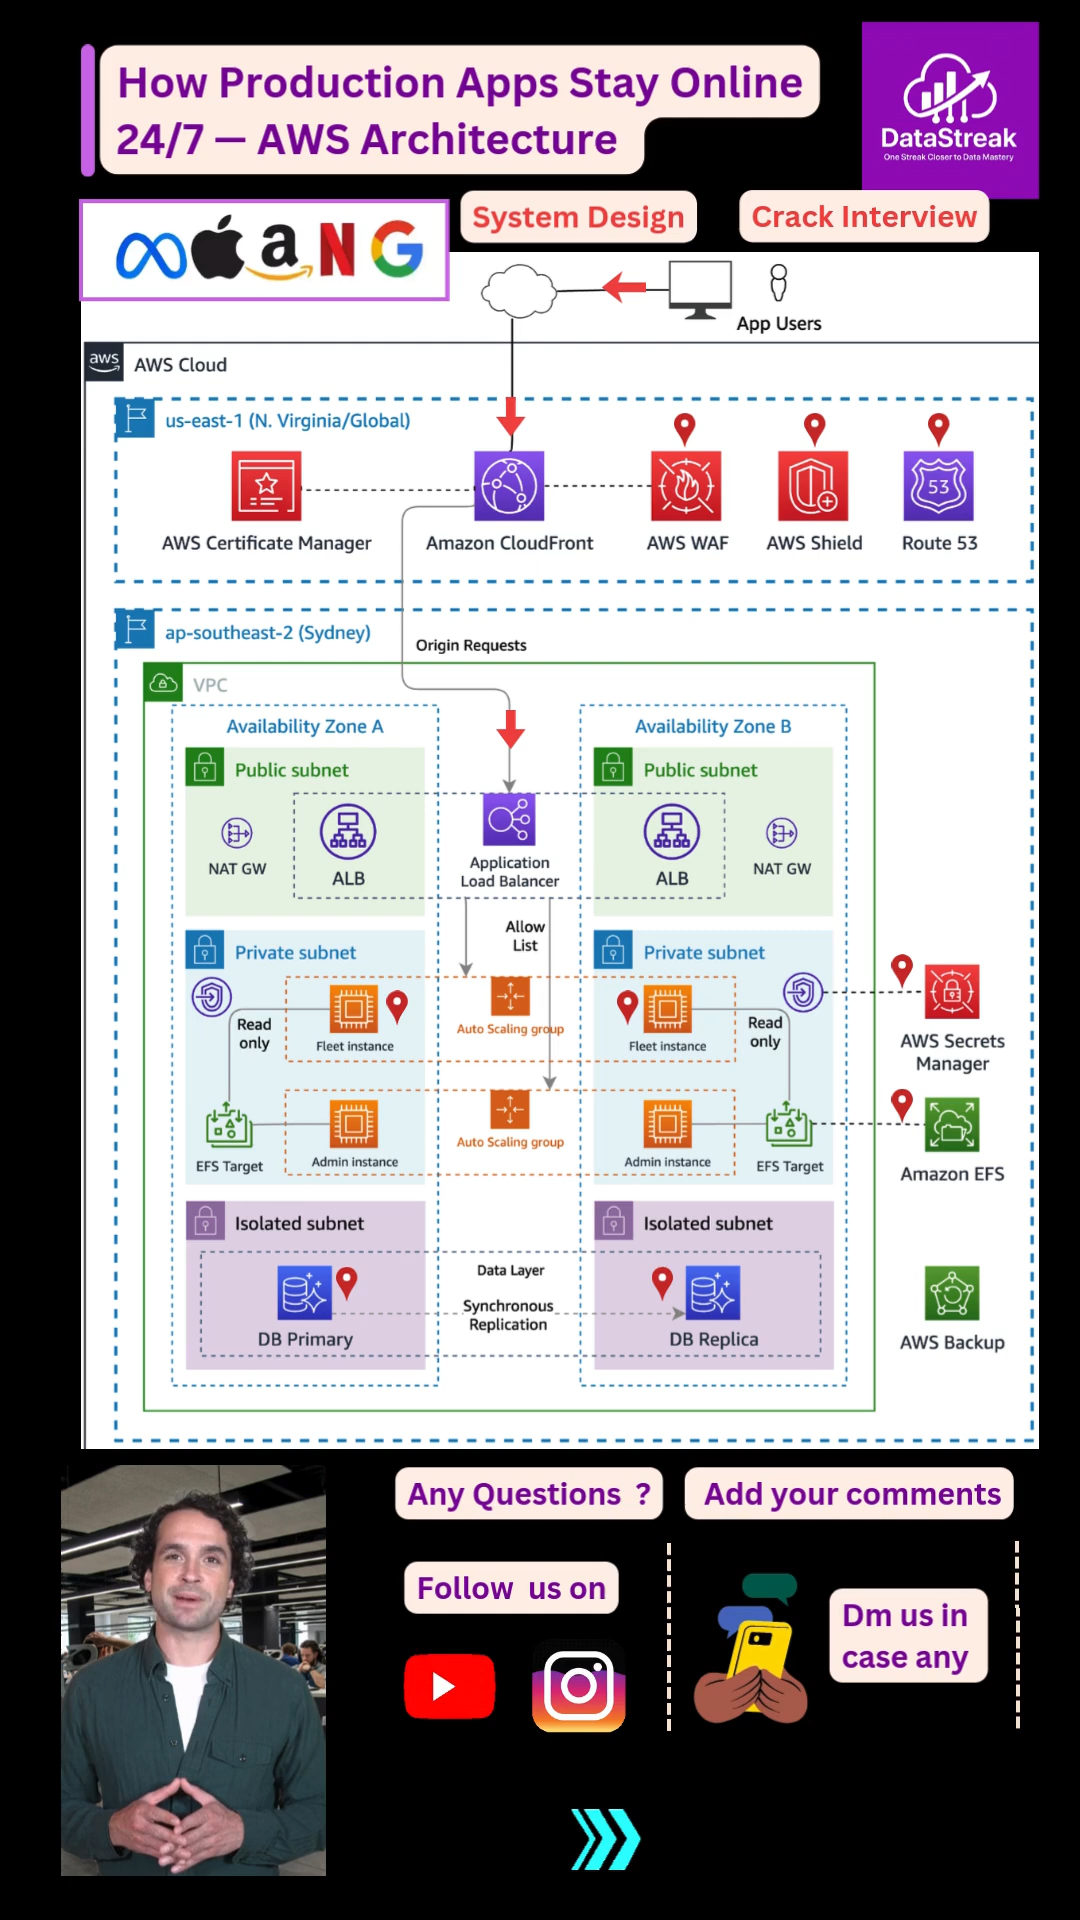 How Production Apps Stay Online
24/7 — AWS Architecture
DataStreak
One Streak Closer to Data Mastery
a N G
System Design
Crack Interview
App Users
aws
AWS Cloud
us-east-1 (N. Virginia/Global)
53
AWS Certificate Manager
Amazon CloudFront
AWS WAF
AWS Shield
Route 53
ap-southeast-2 (Sydney)
Origin Requests
VPC
Availability Zone A
Availability Zone B
Public subnet
Public subnet
NAT GW
ALB
Application
Load Balancer
ALB
NAT GW
Allow
List
Private subnet
Private subnet
Read
only
Fleet instance
Auto Scaling group
Fleet instance
Read
only
AWS Secrets
Manager
EFS Target
Admin instance
Auto Scaling group
Admin instance
EFS Target
Amazon EFS
Isolated subnet
Isolated subnet
Data Layer
Synchronous
Replication
DB Primary
DB Replica
AWS Backup
Any Questions ?
Add your comments
Follow us on
Dm us in
case any